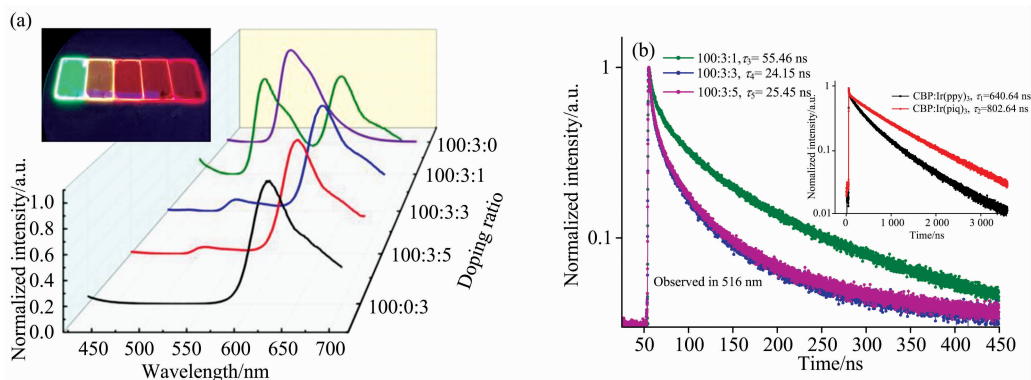 (a)
Normalized intensity/a.u.
1.0
0.8
0.6
0.4
0.2
0.0
450 500 550 600 650 700
Wavelength/nm
100:3:0
100:3:1
100:3:3
100:3:5
100:0:3
Doping ratio
(b)
Normalized intensity/a.u.
1
0.1
50 100 150 200 250 300 350 400 450
Time/ns
100:3:1, τ3= 55.46 ns
100:3:3, τ4= 24.15 ns
100:3:5, τ5= 25.45 ns
Observed in 516 nm
Normalized intensity/a.u.
1
0.1
0.01
0 1 000 2 000 3 000
Time/ns
CBP:Ir(ppy)3, τ1=640.64 ns
CBP:Ir(piq)3, τ2=802.64 ns